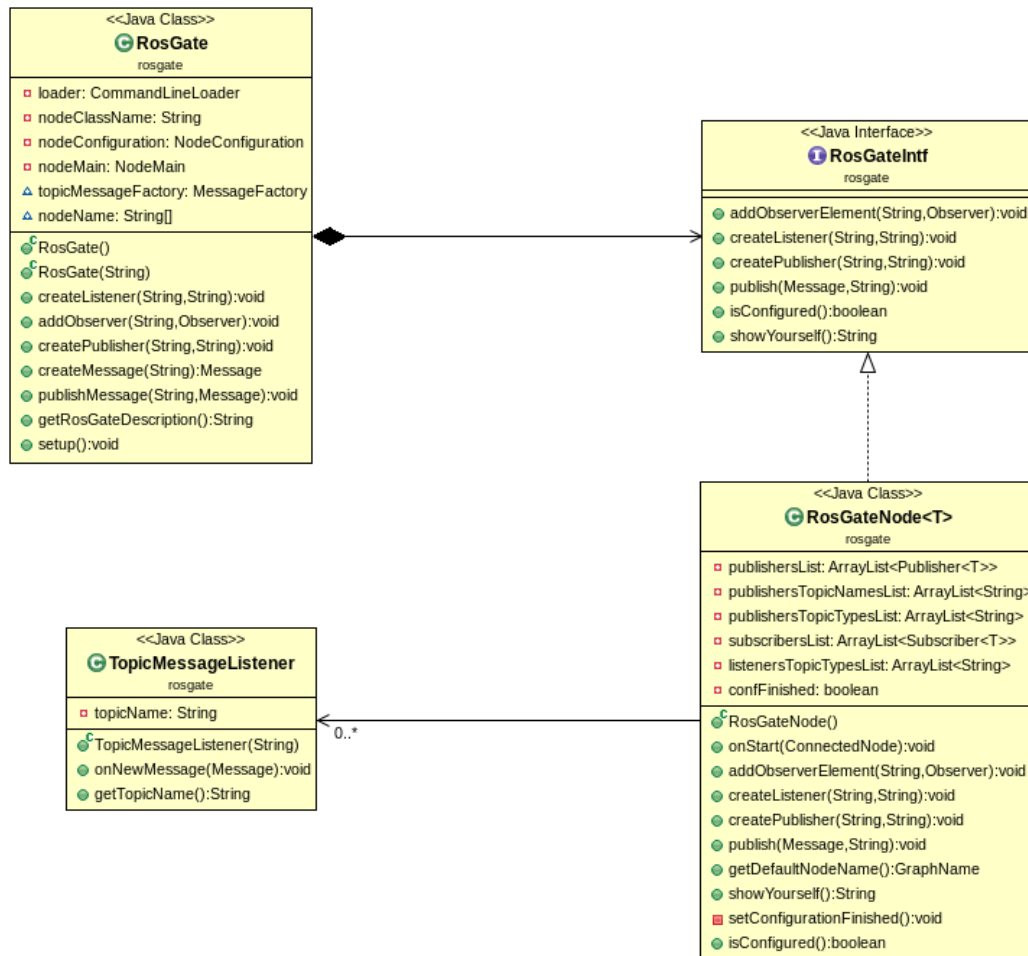 <<Java Class>>
RosGate
rosgate
loader: CommandLineLoader
nodeClassName: String
nodeConfiguration: NodeConfiguration
nodeMain: NodeMain
topicMessageFactory: MessageFactory
nodeName: String[]
RosGate()
RosGate(String)
createListener(String,String):void
addObserver(String,Observer):void
createPublisher(String,String):void
createMessage(String):Message
publishMessage(String,Message):void
getRosGateDescription():String
setup():void
<<Java Interface>>
RosGateIntf
rosgate
addObserverElement(String,Observer):void
createListener(String,String):void
createPublisher(String,String):void
publish(Message,String):void
isConfigured():boolean
showYourself():String
<<Java Class>>
TopicMessageListener
rosgate
topicName: String
TopicMessageListener(String)
onNewMessage(Message):void
getTopicName():String
0..*
<<Java Class>>
RosGateNode<T>
rosgate
publishersList: ArrayList<Publisher<T>>
publishersTopicNamesList: ArrayList<String>
publishersTopicTypesList: ArrayList<String>
subscribersList: ArrayList<Subscriber<T>>
listenersTopicTypesList: ArrayList<String>
confFinished: boolean
RosGateNode()
onStart(ConnectedNode):void
addObserverElement(String,Observer):void
createListener(String,String):void
createPublisher(String,String):void
publish(Message,String):void
getDefaultNodeName():GraphName
showYourself():String
setConfigurationFinished():void
isConfigured():boolean